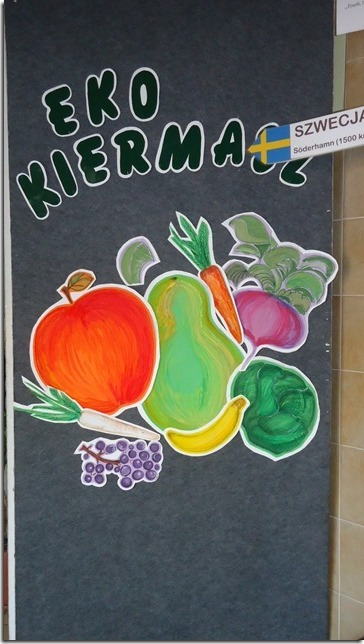 EKO
KIERMASZ
SZWECJA
Söderhamn (1500 k